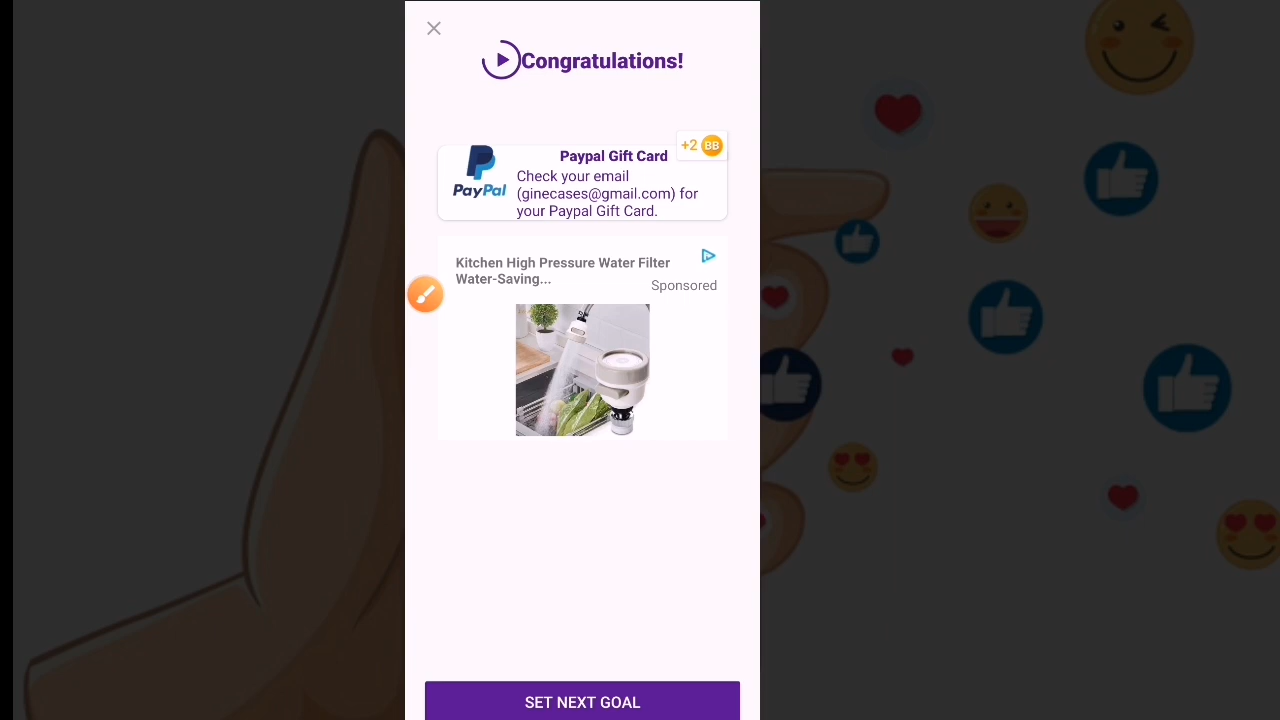 Congratulations!
+2 BB
Paypal Gift Card
PayPal
Check your email
(ginecases@gmail.com) for
your Paypal Gift Card.
Kitchen High Pressure Water Filter
Water-Saving...
Sponsored
SET NEXT GOAL